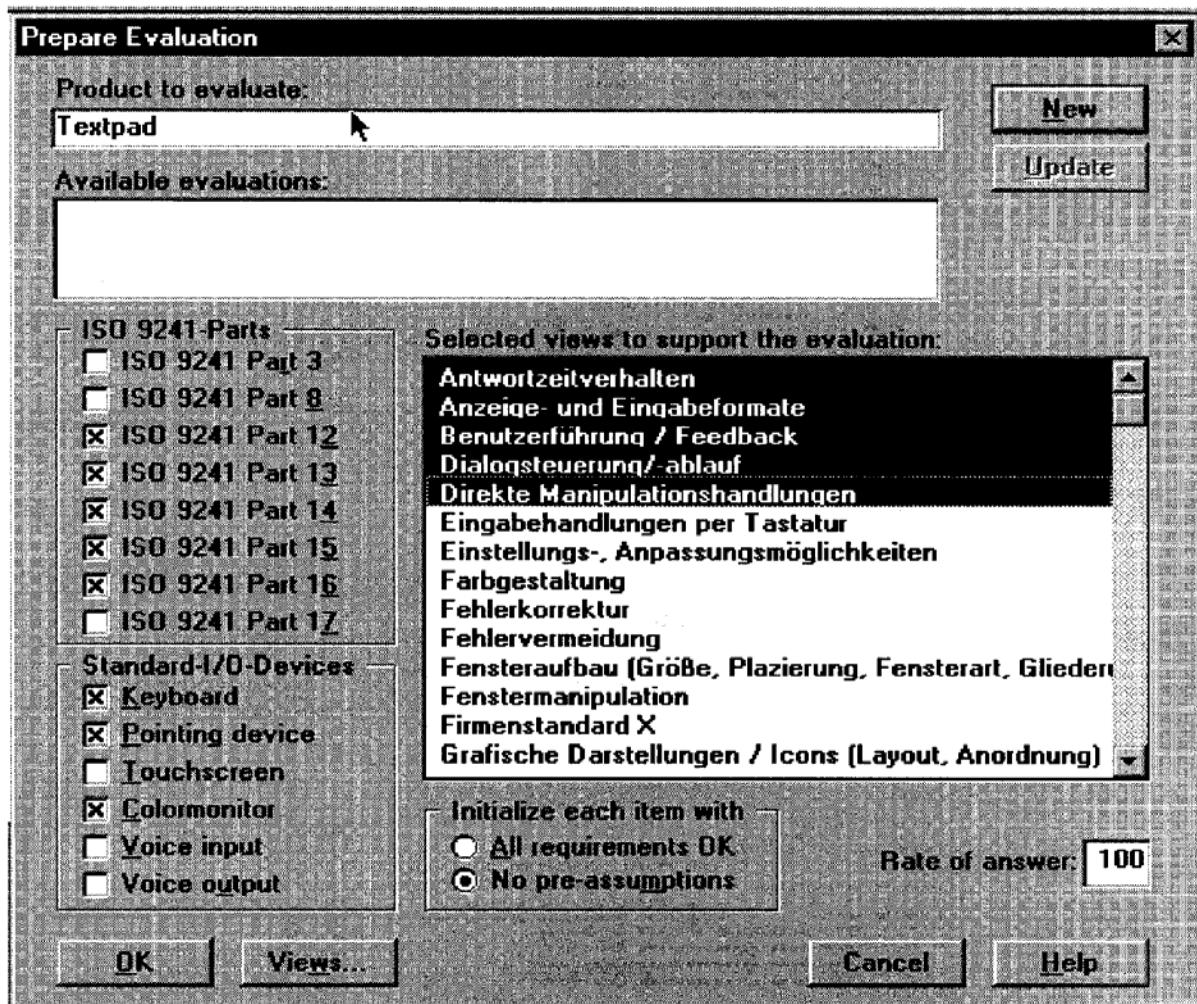 Prepare Evaluation
Product to evaluate:
Textpad
New
Update
Available evaluations:
ISO 9241-Parts
ISO 9241 Part 3
ISO 9241 Part 8
ISO 9241 Part 12
ISO 9241 Part 13
ISO 9241 Part 14
ISO 9241 Part 15
ISO 9241 Part 16
ISO 9241 Part 17
Standard-I/O-Devices
Keyboard
Pointing device
Touchscreen
Colormonitor
Voice input
Voice output
Selected views to support the evaluation:
Antwortzeitverhalten
Anzeige- und Eingabeformate
Benutzerführung / Feedback
Dialogsteuerung/-ablauf
Direkte Manipulationshandlungen
Eingabehandlungen per Tastatur
Einstellungs-, Anpassungsmöglichkeiten
Farbgestaltung
Fehlerkorrektur
Fehlervermeidung
Fensteraufbau (Größe, Plazierung, Fensterart, Gliederu
Fenstermanipulation
Firmenstandard X
Grafische Darstellungen / Icons (Layout, Anordnung)
Initialize each item with
All requirements OK
No pre-assumptions
Rate of answer: 100
OK
Views...
Cancel
Help